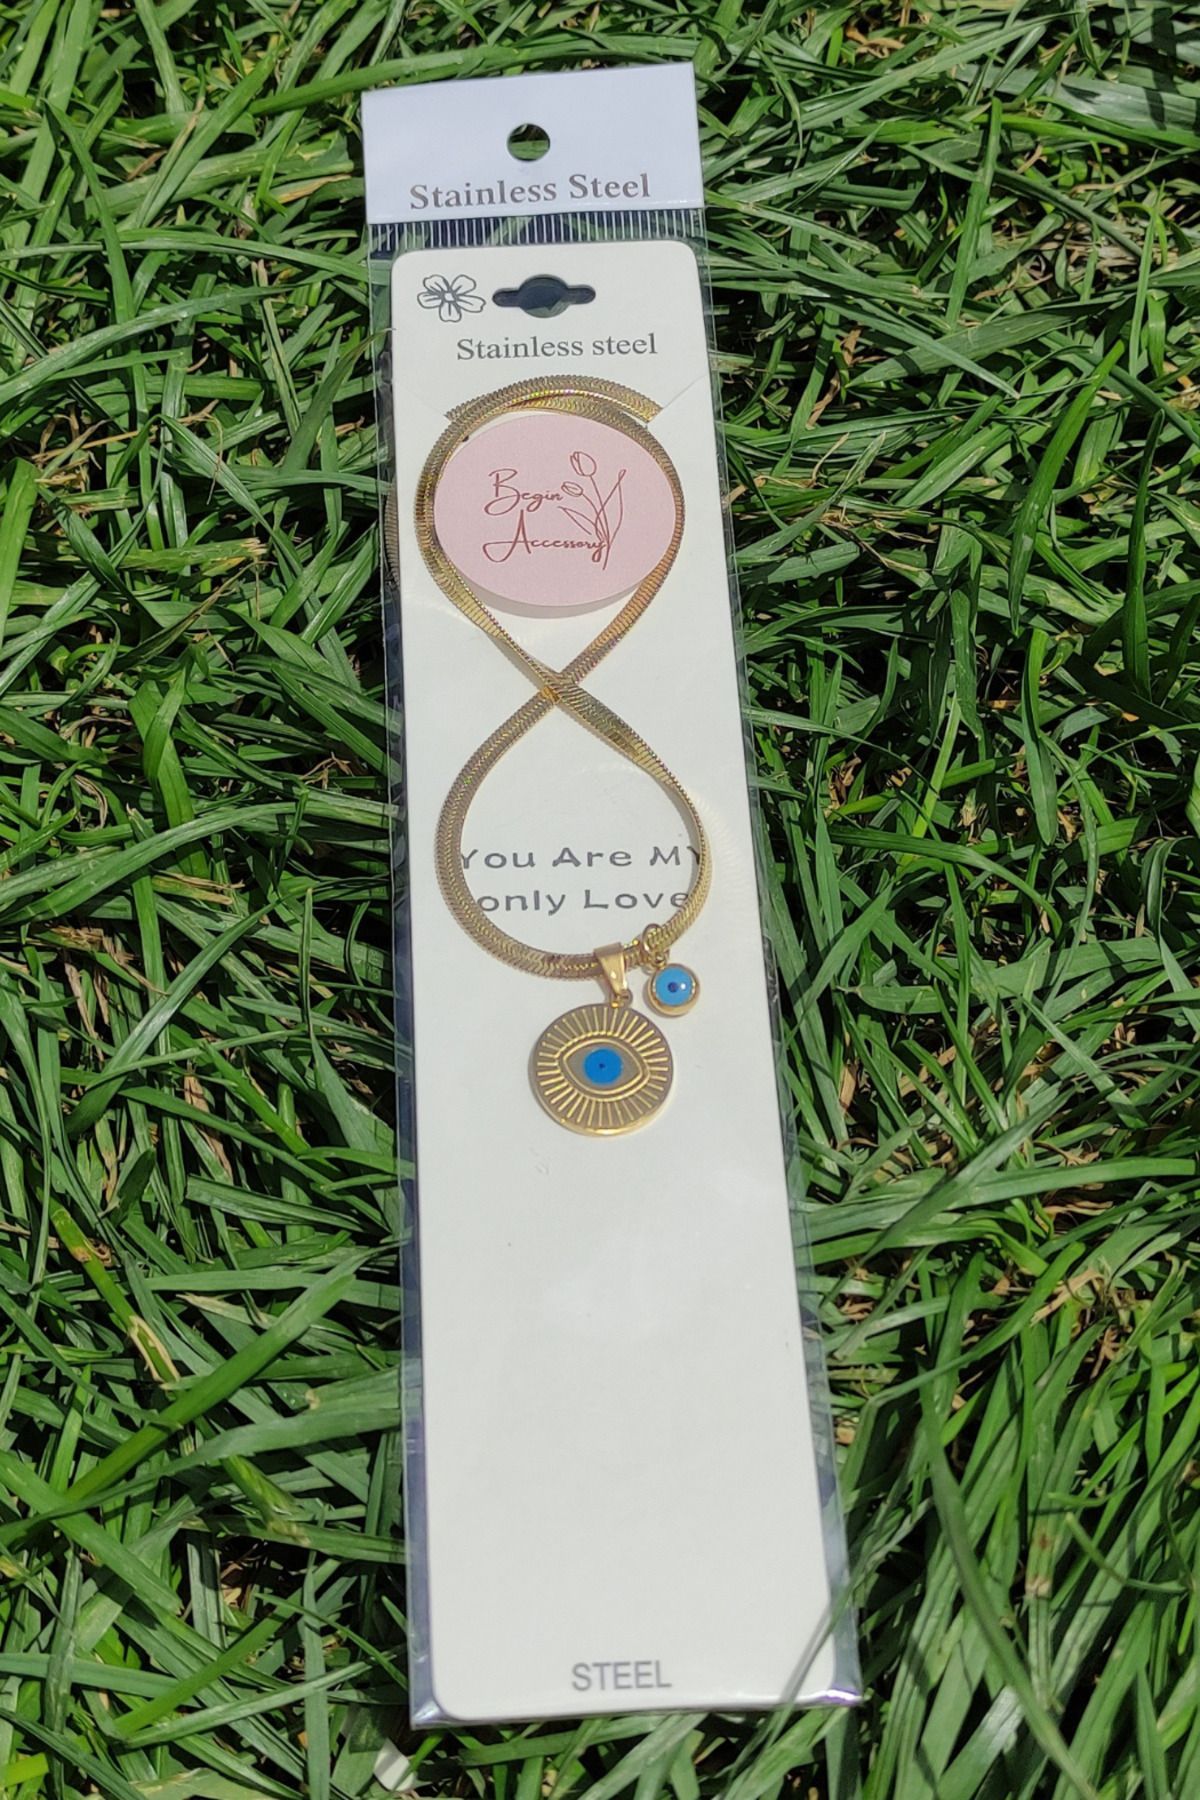 Stainless Steel
Stainless steel
Begin
Accessory
You Are MY
only Love
STEEL